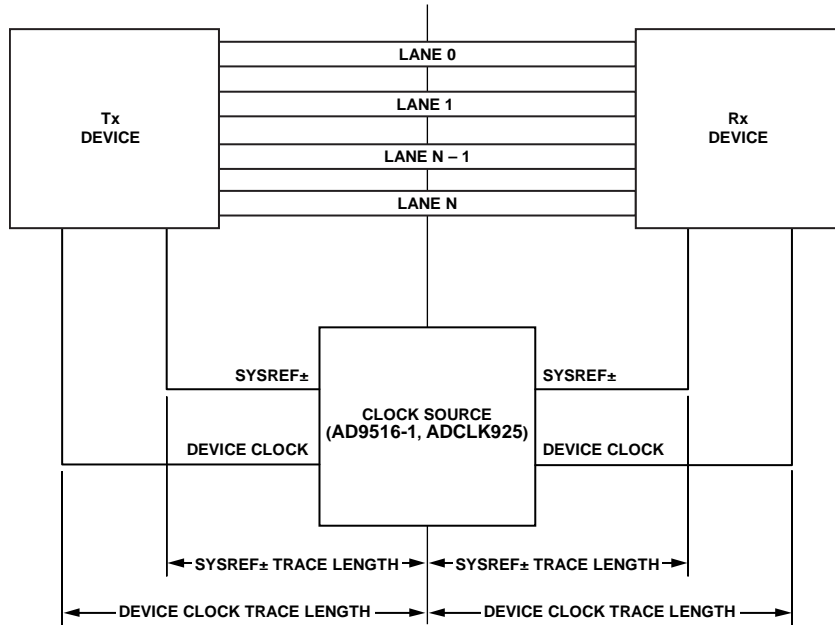 LANE 0
LANE 1
Tx
DEVICE
Rx
DEVICE
LANE N – 1
LANE N
SYSREF±
SYSREF±
CLOCK SOURCE
(AD9516-1, ADCLK925)
DEVICE CLOCK
DEVICE CLOCK
SYSREF± TRACE LENGTH
SYSREF± TRACE LENGTH
DEVICE CLOCK TRACE LENGTH
DEVICE CLOCK TRACE LENGTH